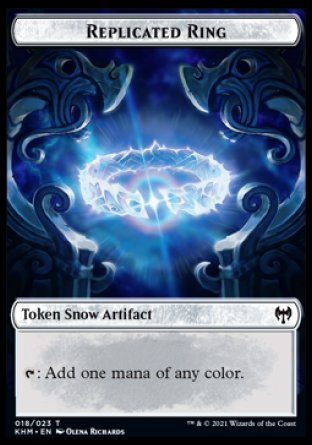 Replicated Ring
Token Snow Artifact
: Add one mana of any color.
018/023 T
KHM • EN Olena Richards
™ & © 2021 Wizards of the Coast